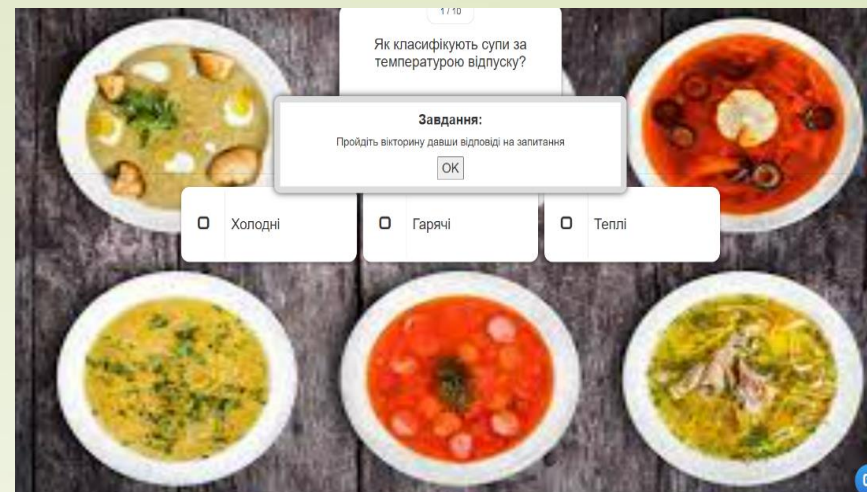 1 / 10
Як класифікують супи за
температурою відпуску?
Завдання:
Пройдіть вікторину давши відповіді на запитання
OK
Холодні
Гарячі
Теплі